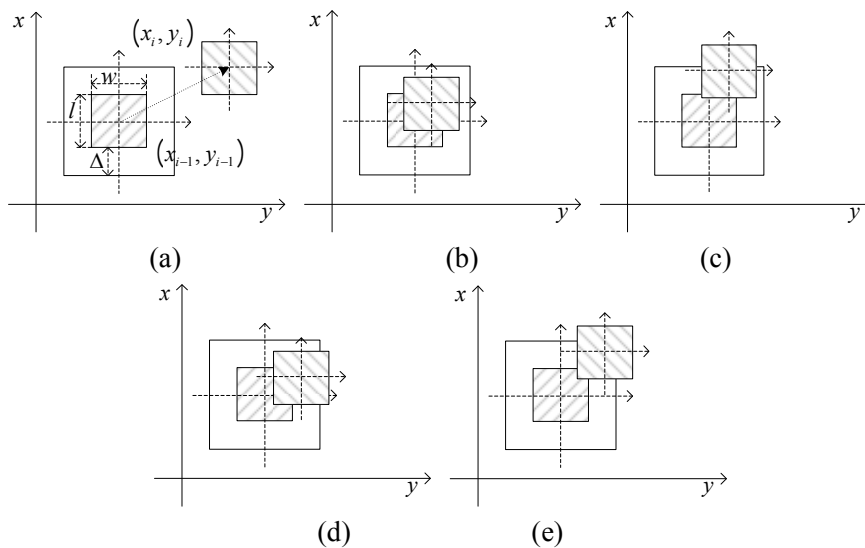 x x x
(x_i, y_i)
w
l
(x_{i-1}, y_{i-1})
Δ
y y y
(a) (b) (c)
x x
y y
(d) (e)